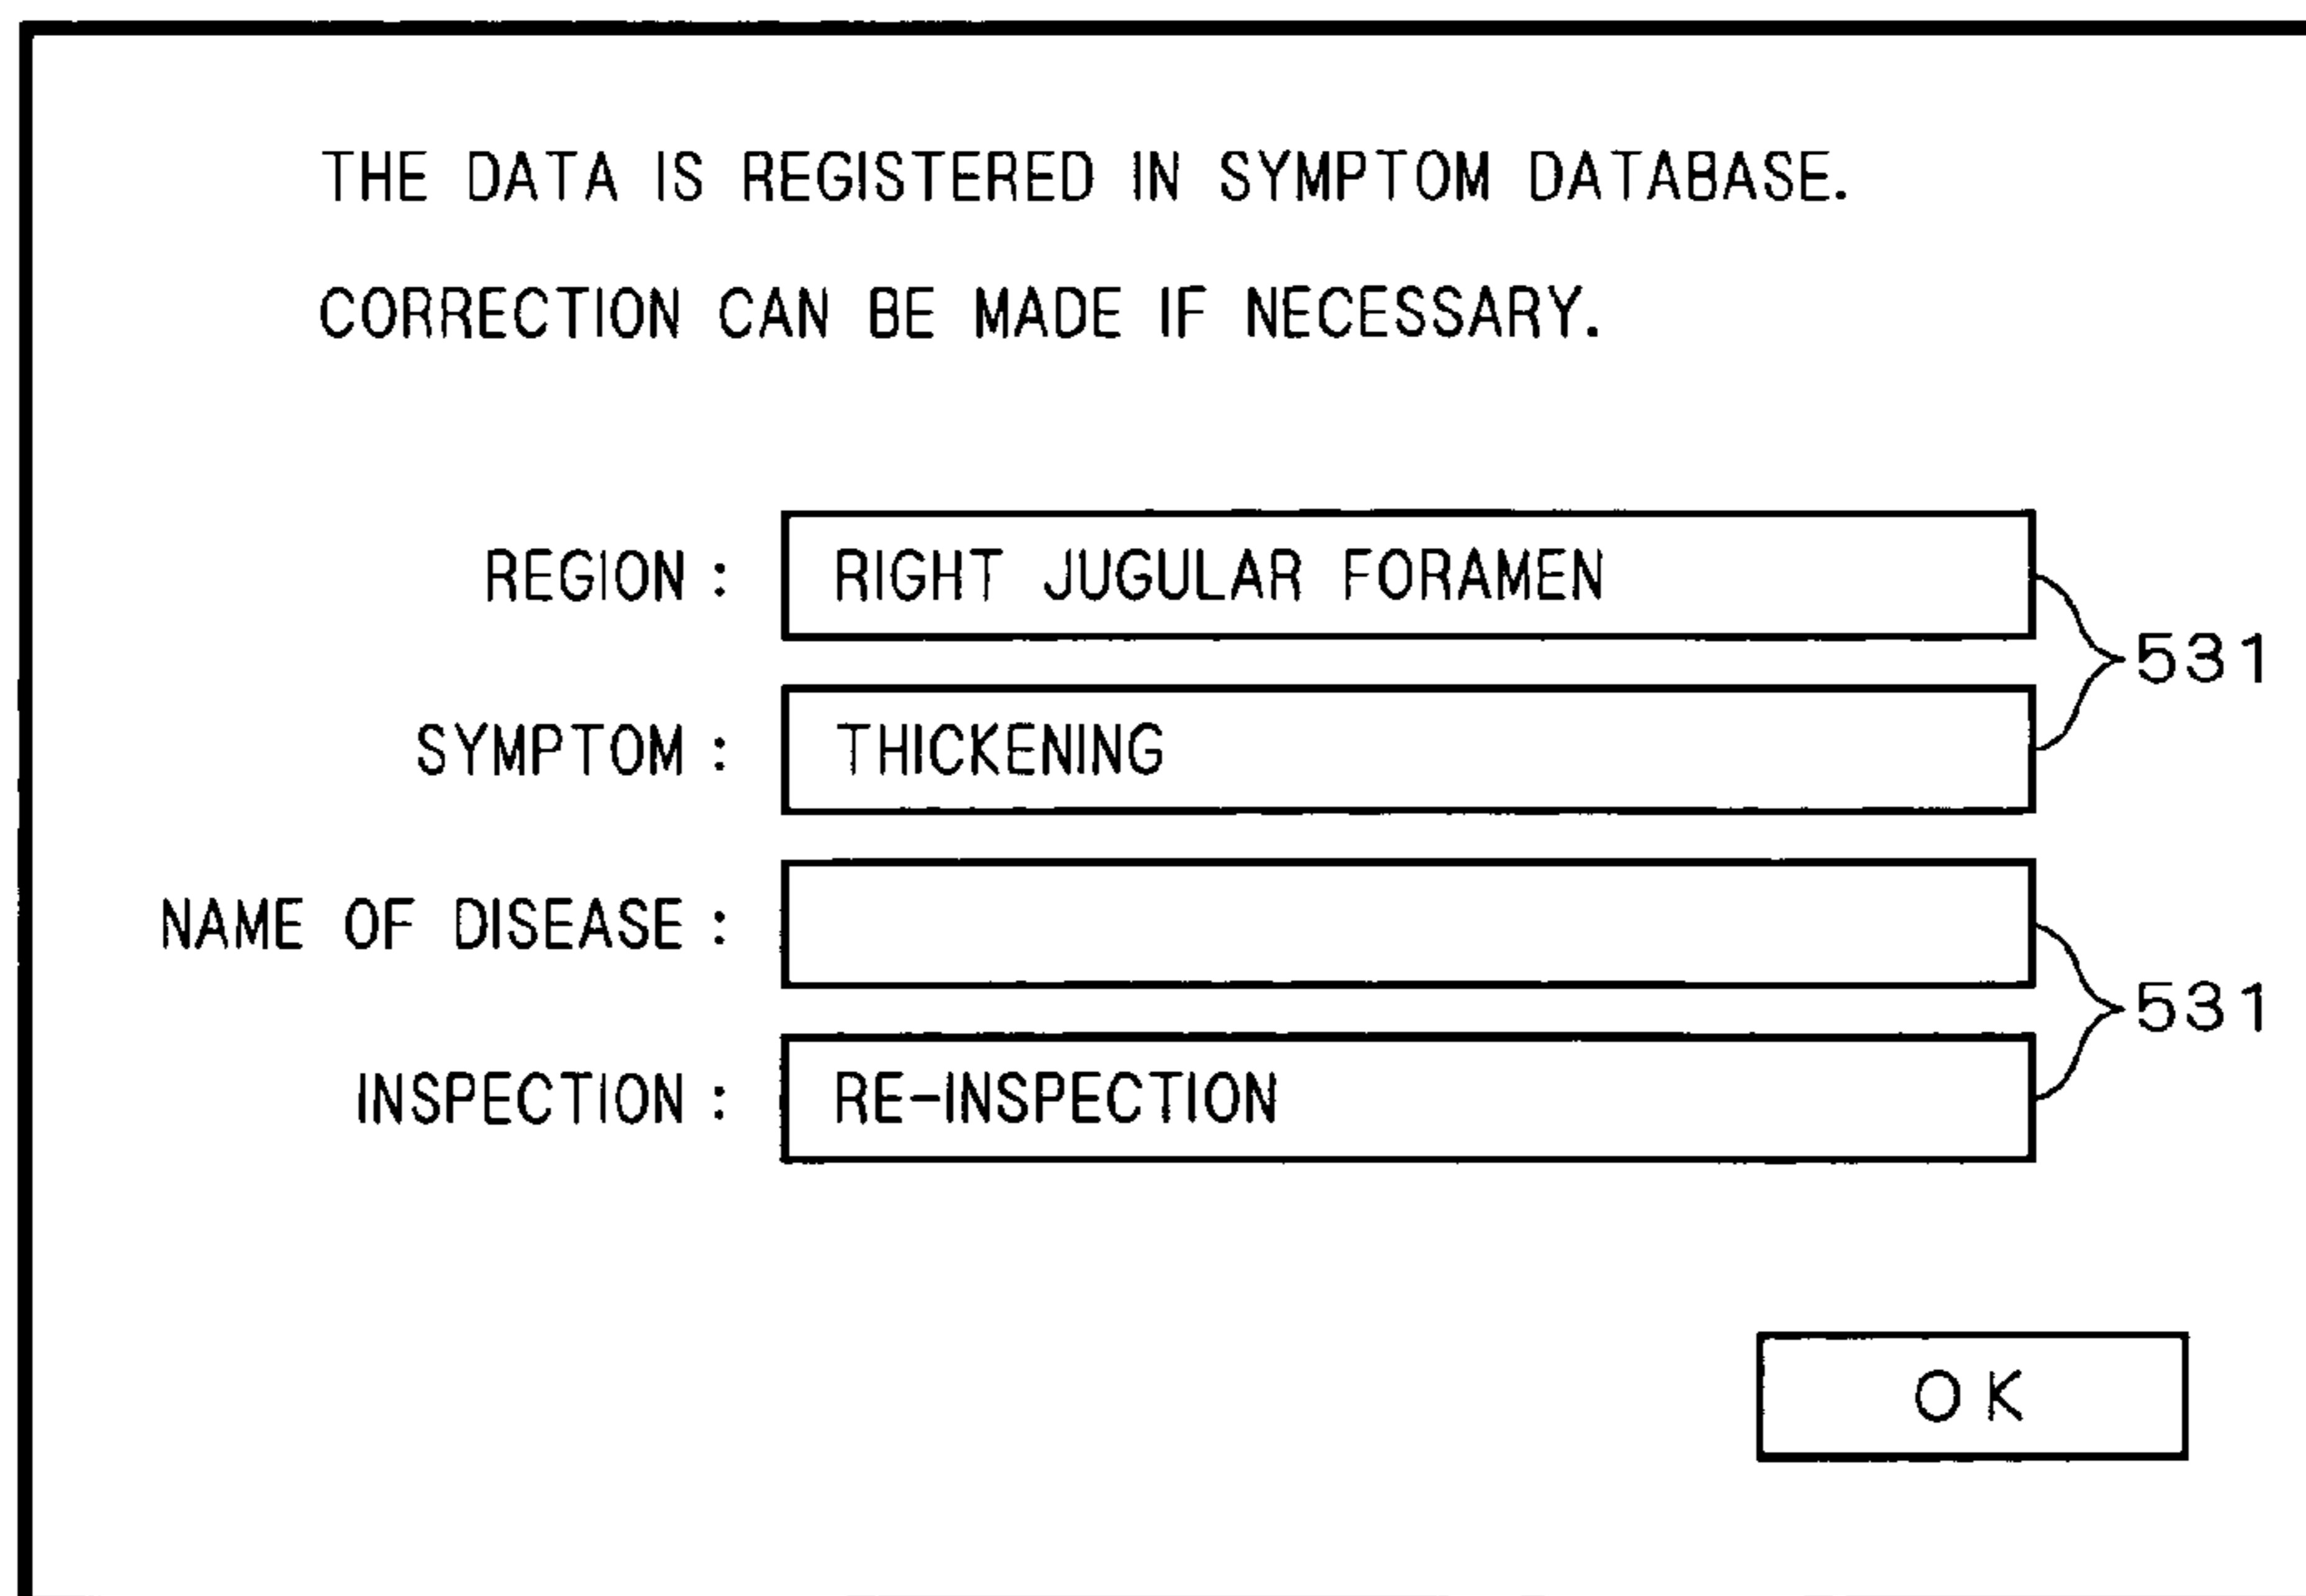 THE DATA IS REGISTERED IN SYMPTOM DATABASE.
CORRECTION CAN BE MADE IF NECESSARY.
REGION : RIGHT JUGULAR FORAMEN
531
SYMPTOM : THICKENING
NAME OF DISEASE :
531
INSPECTION : RE-INSPECTION
OK